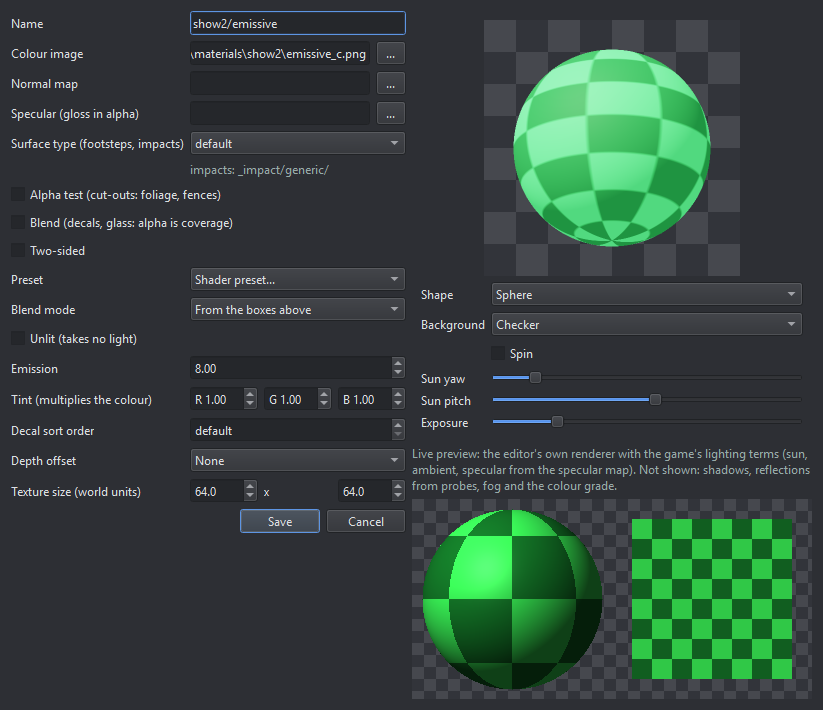 Name show2/emissive
Colour image \materials\show2\emissive_c.png ...
Normal map ...
Specular (gloss in alpha) ...
Surface type (footsteps, impacts) default
impacts: _impact/generic/
Alpha test (cut-outs: foliage, fences)
Blend (decals, glass: alpha is coverage)
Two-sided
Preset Shader preset...
Blend mode From the boxes above
Unlit (takes no light)
Emission 8.00
Tint (multiplies the colour) R 1.00 G 1.00 B 1.00
Decal sort order default
Depth offset None
Texture size (world units) 64.0 x 64.0
Save Cancel
Shape Sphere
Background Checker
Spin
Sun yaw
Sun pitch
Exposure
Live preview: the editor's own renderer with the game's lighting terms (sun,
ambient, specular from the specular map). Not shown: shadows, reflections
from probes, fog and the colour grade.